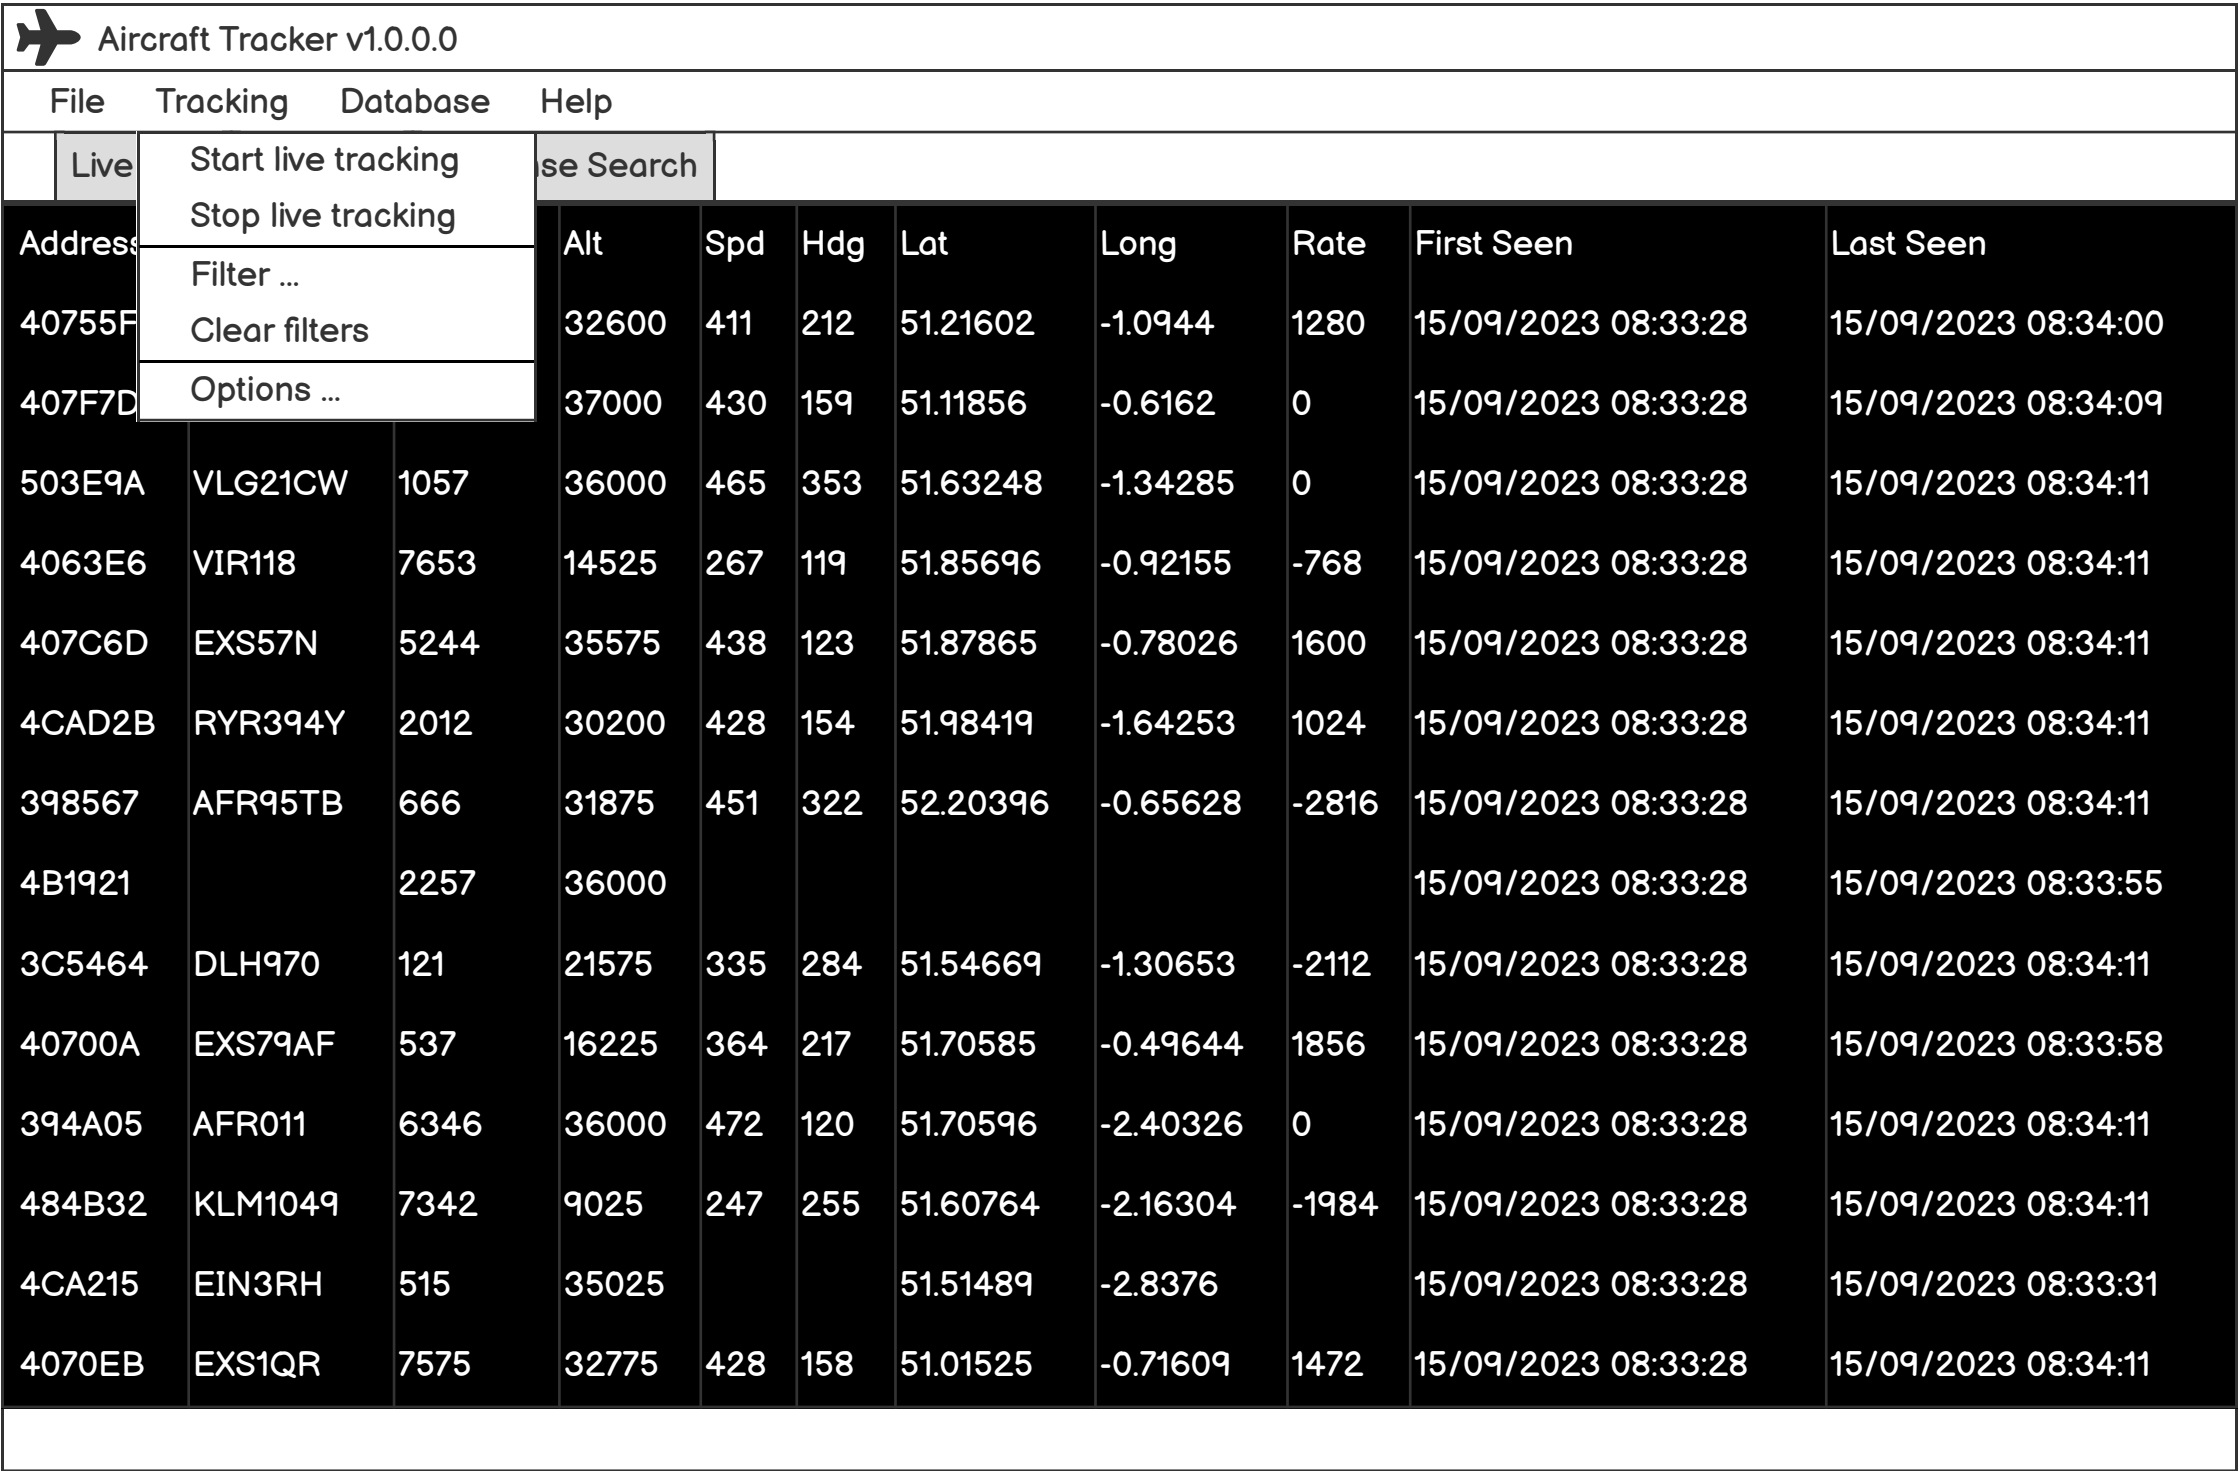 Aircraft Tracker v1.0.0.0
File Tracking Database Help
Live Search
Start live tracking
Stop live tracking
Filter ...
Clear filters
Options ...
Address Alt Spd Hdg Lat Long Rate First Seen Last Seen
40755F 32600 411 212 51.21602 -1.0944 1280 15/09/2023 08:33:28 15/09/2023 08:34:00
407F7D 37000 430 159 51.11856 -0.6162 0 15/09/2023 08:33:28 15/09/2023 08:34:09
503E9A VLG21CW 1057 36000 465 353 51.63248 -1.34285 0 15/09/2023 08:33:28 15/09/2023 08:34:11
4063E6 VIR118 7653 14525 267 119 51.85696 -0.92155 -768 15/09/2023 08:33:28 15/09/2023 08:34:11
407C6D EXS57N 5244 35575 438 123 51.87865 -0.78026 1600 15/09/2023 08:33:28 15/09/2023 08:34:11
4CAD2B RYR394Y 2012 30200 428 154 51.98419 -1.64253 1024 15/09/2023 08:33:28 15/09/2023 08:34:11
398567 AFR95TB 666 31875 451 322 52.20396 -0.65628 -2816 15/09/2023 08:33:28 15/09/2023 08:34:11
4B1921 2257 36000 15/09/2023 08:33:28 15/09/2023 08:33:55
3C5464 DLH970 121 21575 335 284 51.54669 -1.30653 -2112 15/09/2023 08:33:28 15/09/2023 08:34:11
40700A EXS79AF 537 16225 364 217 51.70585 -0.49644 1856 15/09/2023 08:33:28 15/09/2023 08:33:58
394A05 AFR011 6346 36000 472 120 51.70596 -2.40326 0 15/09/2023 08:33:28 15/09/2023 08:34:11
484B32 KLM1049 7342 9025 247 255 51.60764 -2.16304 -1984 15/09/2023 08:33:28 15/09/2023 08:34:11
4CA215 EIN3RH 515 35025 51.51489 -2.8376 15/09/2023 08:33:28 15/09/2023 08:33:31
4070EB EXS1QR 7575 32775 428 158 51.01525 -0.71609 1472 15/09/2023 08:33:28 15/09/2023 08:34:11